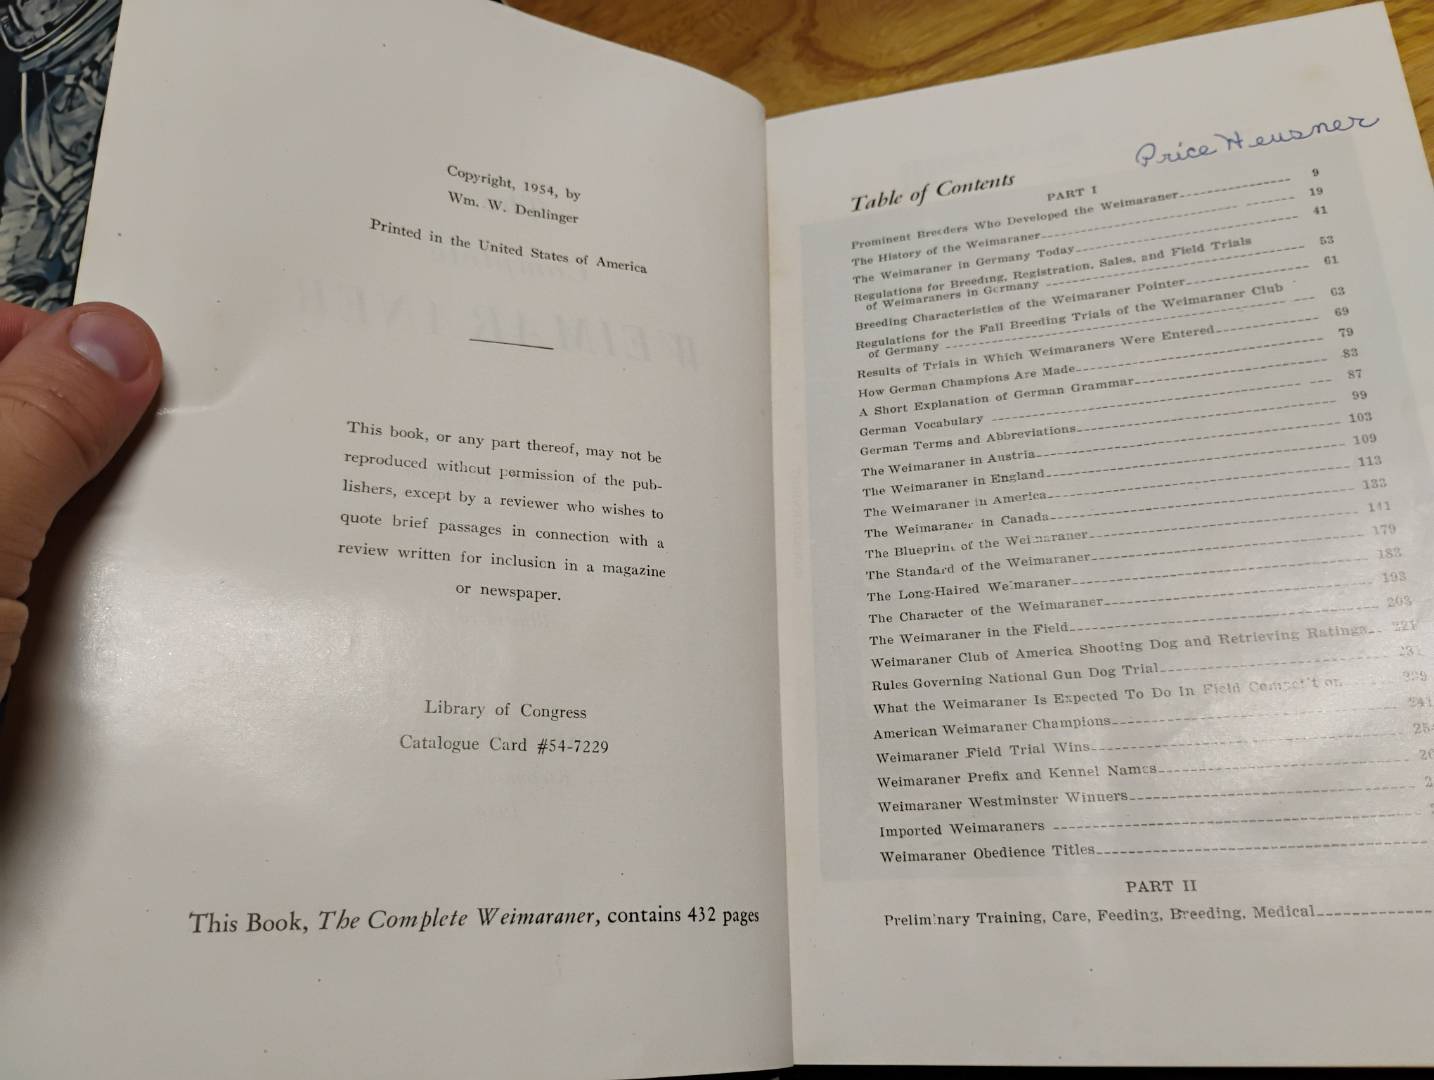 Copyright, 1954, by
Wm. W. Denlinger
Printed in the United States of America
This book, or any part thereof, may not be
reproduced without permission of the pub-
lishers, except by a reviewer who wishes to
quote brief passages in connection with a
review written for inclusion in a magazine
or newspaper.
Library of Congress
Catalogue Card #54-7229
This Book, The Complete Weimaraner, contains 432 pages
Price Heusner
Table of Contents
PART I
Prominent Breeders Who Developed the Weimaraner 9
The History of the Weimaraner 19
The Weimaraner in Germany Today 41
Regulations for Breeding, Registration, Sales, and Field Trials
of Weimaraners in Germany 53
Breeding Characteristics of the Weimaraner Pointer 61
Regulations for the Fall Breeding Trials of the Weimaraner Club
of Germany 63
Results of Trials in Which Weimaraners Were Entered 69
How German Champions Are Made 79
A Short Explanation of German Grammar 83
German Vocabulary 87
German Terms and Abbreviations 99
The Weimaraner in Austria 103
The Weimaraner in England 109
The Weimaraner in America 113
The Weimaraner in Canada 133
The Blueprint of the Weimaraner 141
The Standard of the Weimaraner 179
The Long-Haired Weimaraner 183
The Character of the Weimaraner 193
The Weimaraner in the Field 203
Weimaraner Club of America Shooting Dog and Retrieving Ratings
Rules Governing National Gun Dog Trial
What the Weimaraner Is Expected To Do In Field Competition
American Weimaraner Champions 241
Weimaraner Field Trial Wins
Weimaraner Prefix and Kennel Names
Weimaraner Westminster Winners
Imported Weimaraners
Weimaraner Obedience Titles
PART II
Preliminary Training, Care, Feeding, Breeding, Medical